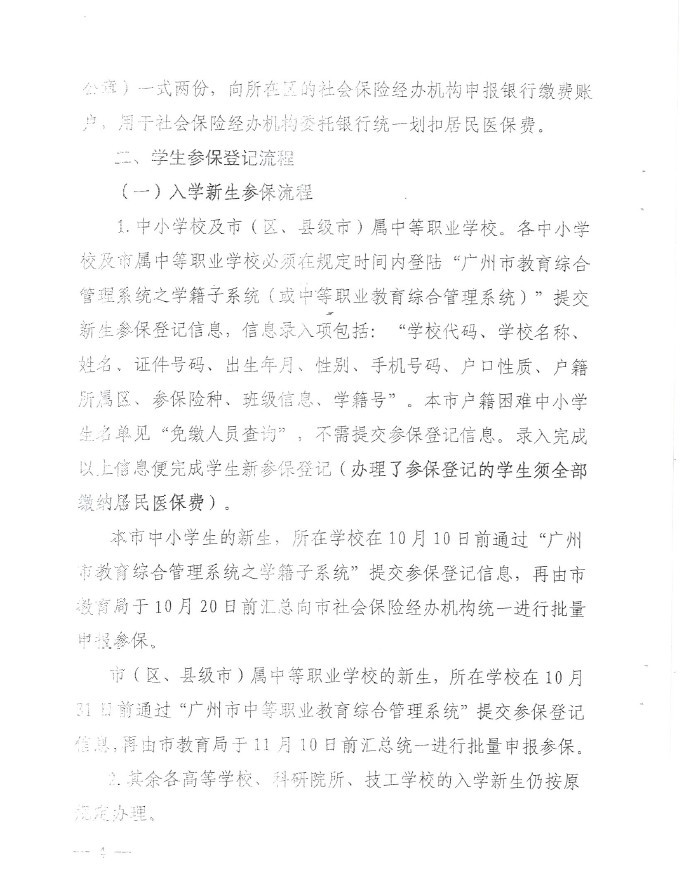 公章）一式两份，向所在区的社会保险经办机构申报银行缴费账
户，用于社会保险经办机构委托银行统一划扣居民医保费。
二、学生参保登记流程
（一）入学新生参保流程
1.中小学校及市（区、县级市）属中等职业学校。各中小学
校及市属中等职业学校必须在规定时间内登陆“广州市教育综合
管理系统之学籍子系统（或中等职业教育综合管理系统）”提交
新生参保登记信息，信息录入项包括：“学校代码、学校名称、
姓名、证件号码、出生年月、性别、手机号码、户口性质、户籍
所属区、参保险种、班级信息、学籍号”。本市户籍困难中小学
生名单见“免缴人员查询”，不需提交参保登记信息。录入完成
以上信息便完成学生新参保登记（办理了参保登记的学生须全部
缴纳居民医保费）。
本市中小学生的新生，所在学校在10月10日前通过“广州
市教育综合管理系统之学籍子系统”提交参保登记信息，再由市
教育局于10月20日前汇总向市社会保险经办机构统一进行批量
申报参保。
市（区、县级市）属中等职业学校的新生，所在学校在10月
31日前通过“广州市中等职业教育综合管理系统”提交参保登记
信息，再由市教育局于11月10日前汇总统一进行批量申报参保。
2.其余各高等学校、科研院所、技工学校的入学新生仍按原
规定办理。
— 4 —